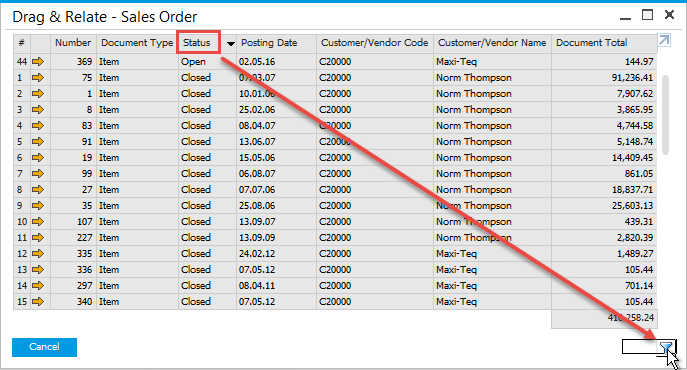 Drag & Relate - Sales Order
# Number Document Type Status Posting Date Customer/Vendor Code Customer/Vendor Name Document Total
44 369 Item Open 02.05.16 C20000 Maxi-Teq 144.97
1 75 Item Closed 07.03.07 C20000 Norm Thompson 91,236.41
2 1 Item Closed 10.01.06 C20000 Norm Thompson 7,907.62
3 8 Item Closed 25.02.06 C20000 Norm Thompson 3,865.95
4 83 Item Closed 08.04.07 C20000 Norm Thompson 4,744.58
5 91 Item Closed 13.06.07 C20000 Norm Thompson 5,148.74
6 19 Item Closed 15.05.06 C20000 Norm Thompson 14,409.45
7 99 Item Closed 06.08.07 C20000 Norm Thompson 861.05
8 27 Item Closed 07.07.06 C20000 Norm Thompson 18,837.71
9 35 Item Closed 25.08.06 C20000 Norm Thompson 25,603.13
10 107 Item Closed 13.09.07 C20000 Norm Thompson 439.31
11 227 Item Closed 13.09.09 C20000 Norm Thompson 2,820.39
12 335 Item Closed 24.02.12 C20000 Maxi-Teq 1,489.27
13 336 Item Closed 07.05.12 C20000 Maxi-Teq 105.44
14 297 Item Closed 08.04.11 C20000 Maxi-Teq 701.14
15 340 Item Closed 07.05.12 C20000 Maxi-Teq 105.44
Cancel